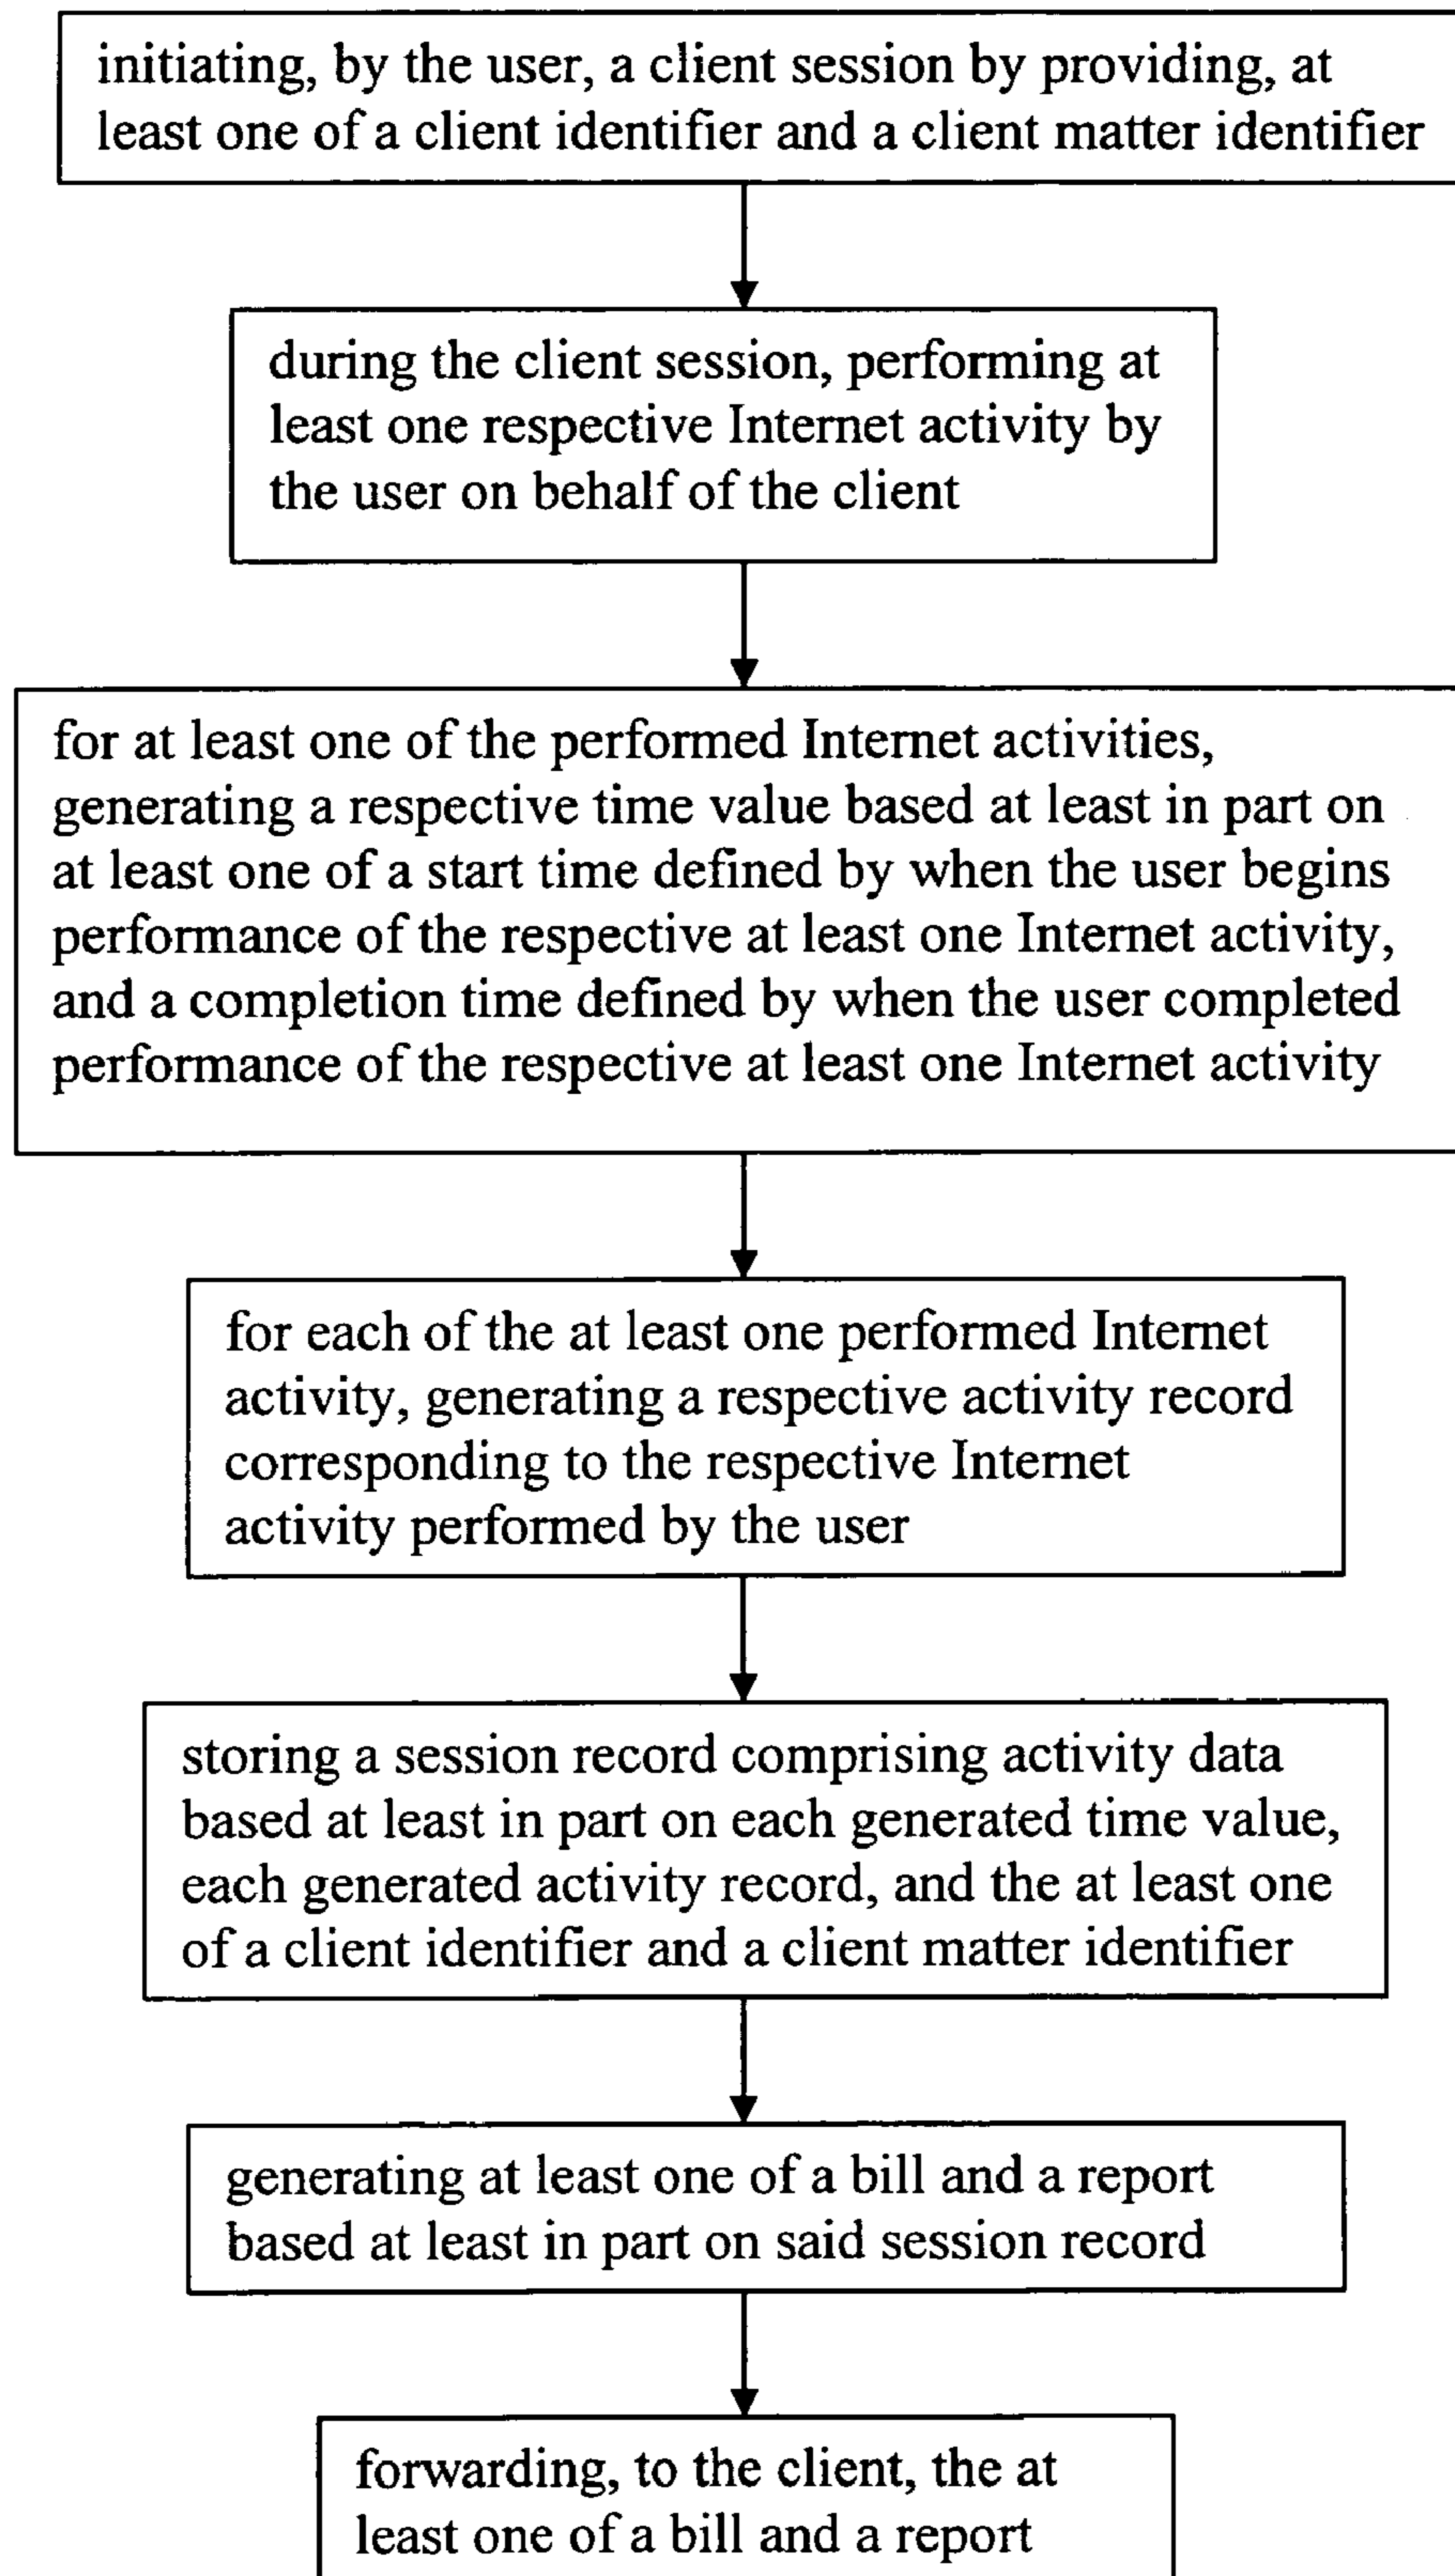 initiating, by the user, a client session by providing, at
least one of a client identifier and a client matter identifier
during the client session, performing at
least one respective Internet activity by
the user on behalf of the client
for at least one of the performed Internet activities,
generating a respective time value based at least in part on
at least one of a start time defined by when the user begins
performance of the respective at least one Internet activity,
and a completion time defined by when the user completed
performance of the respective at least one Internet activity
for each of the at least one performed Internet
activity, generating a respective activity record
corresponding to the respective Internet
activity performed by the user
storing a session record comprising activity data
based at least in part on each generated time value,
each generated activity record, and the at least one
of a client identifier and a client matter identifier
generating at least one of a bill and a report
based at least in part on said session record
forwarding, to the client, the at
least one of a bill and a report